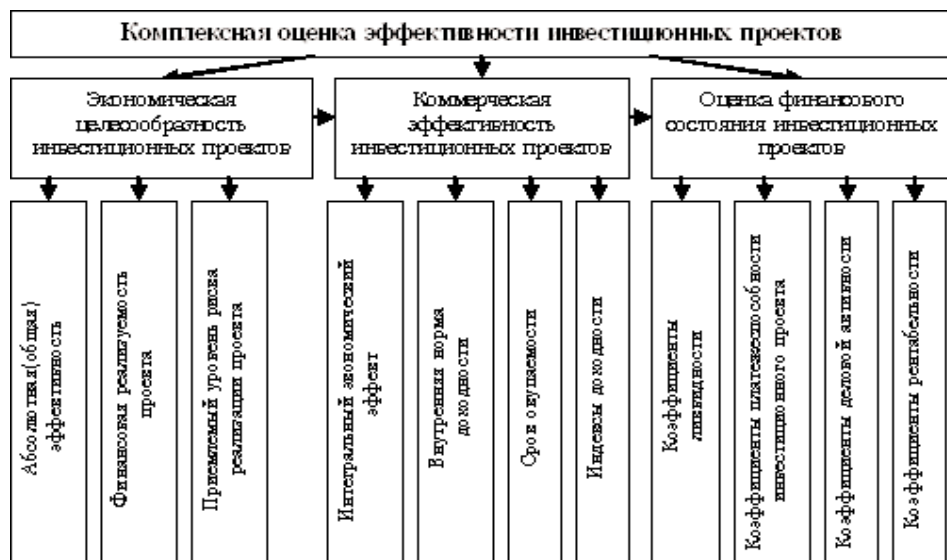 Комплексная оценка эффективности инвестиционных проектов
Экономическая
целесообразность
инвестиционных проектов
Коммерческая
эффективность
инвестиционных проектов
Оценка финансового
состояния инвестиционных
проектов
Абсолютная(общая)
эффективность
Финансовая реализуемость
проекта
Приемлемый уровень риска
реализации проекта
Интегральный экономический
эффект
Внутренняя норма
доходности
Срок окупаемости
Индексы доходности
Коэффициенты
ликвидности
Коэффициенты платежеспособности
инвестиционного проекта
Коэффициенты деловой активности
Коэффициенты рентабельности